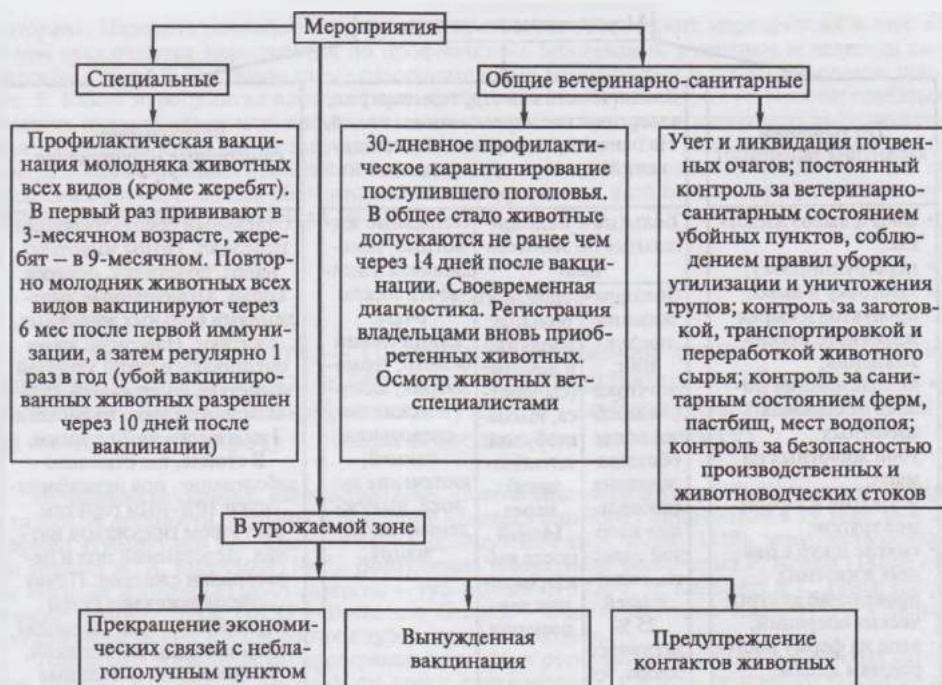 Мероприятия
Специальные
Общие ветеринарно-санитарные
Профилактическая вакци-
нация молодняка животных
всех видов (кроме жеребят).
В первый раз прививают в
3-месячном возрасте, жере-
бят – в 9-месячном. Повтор-
но молодняк животных всех
видов вакцинируют через
6 мес после первой иммуни-
зации, а затем регулярно 1
раз в год (убой вакциниро-
ванных животных разрешен
через 10 дней после
вакцинации)
30-дневное профилакти-
ческое карантинирование
поступившего поголовья.
В общее стадо животные
допускаются не ранее чем
через 14 дней после вакци-
нации. Своевременная
диагностика. Регистрация
владельцами вновь приоб-
ретенных животных.
Осмотр животных вет-
специалистами
Учет и ликвидация почвен-
ных очагов; постоянный
контроль за ветеринарно-
санитарным состоянием
убойных пунктов, соблю-
дением правил уборки,
утилизации и уничтожения
трупов; контроль за заготов-
кой, транспортировкой и
переработкой животного
сырья; контроль за сани-
тарным состоянием ферм,
пастбищ, мест водопоя;
контроль за безопасностью
производственных и
животноводческих стоков
В угрожаемой зоне
Прекращение экономи-
ческих связей с небла-
гополучным пунктом
Вынужденная
вакцинация
Предупреждение
контактов животных